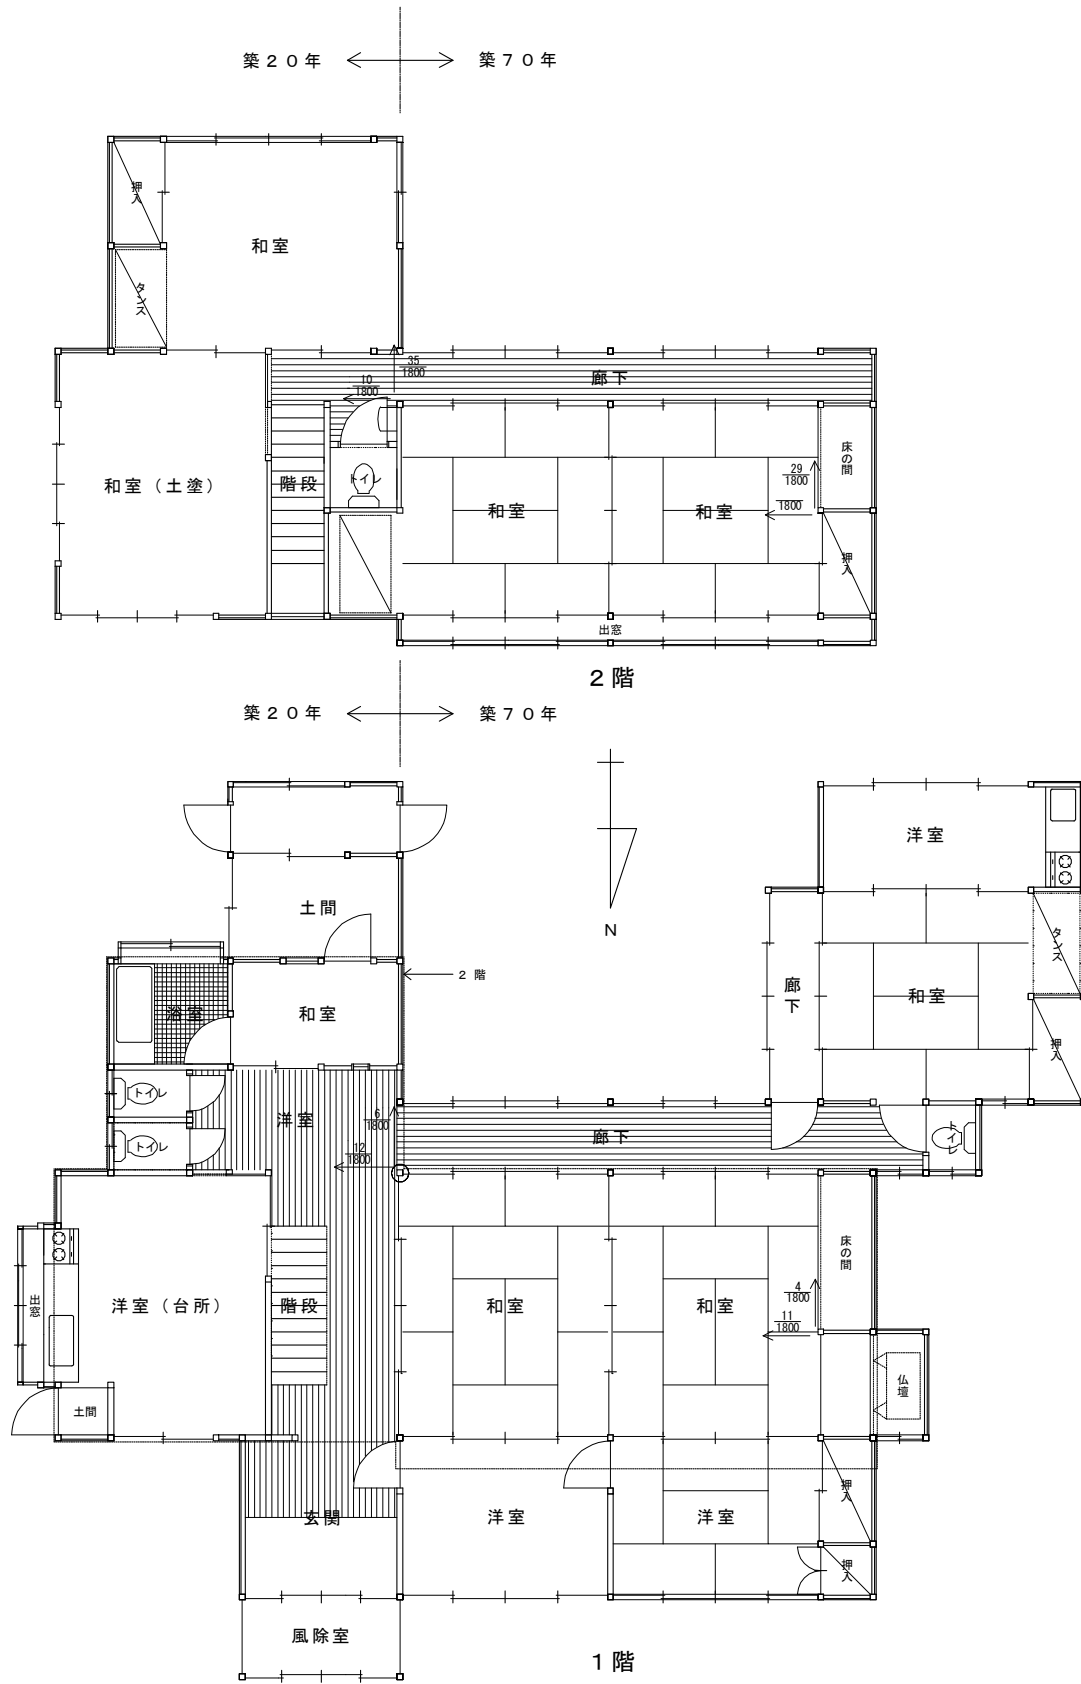 築２０年
築７０年
押入
和室
タンス
35
1800
10
1800
廊下
床の間
29
1800
1800
和室（土塗）
階段
トイレ
和室
和室
押入
出窓
２階
築２０年
築７０年
洋室
土間
N
タンス
2 階
浴室
和室
廊下
和室
押入
トイレ
洋室
6
1800
廊下
トイレ
トイレ
12
1800
床の間
出窓
洋室（台所）
階段
和室
和室
4
1800
11
1800
仏壇
土間
押入
玄関
洋室
洋室
押入
風除室
１階